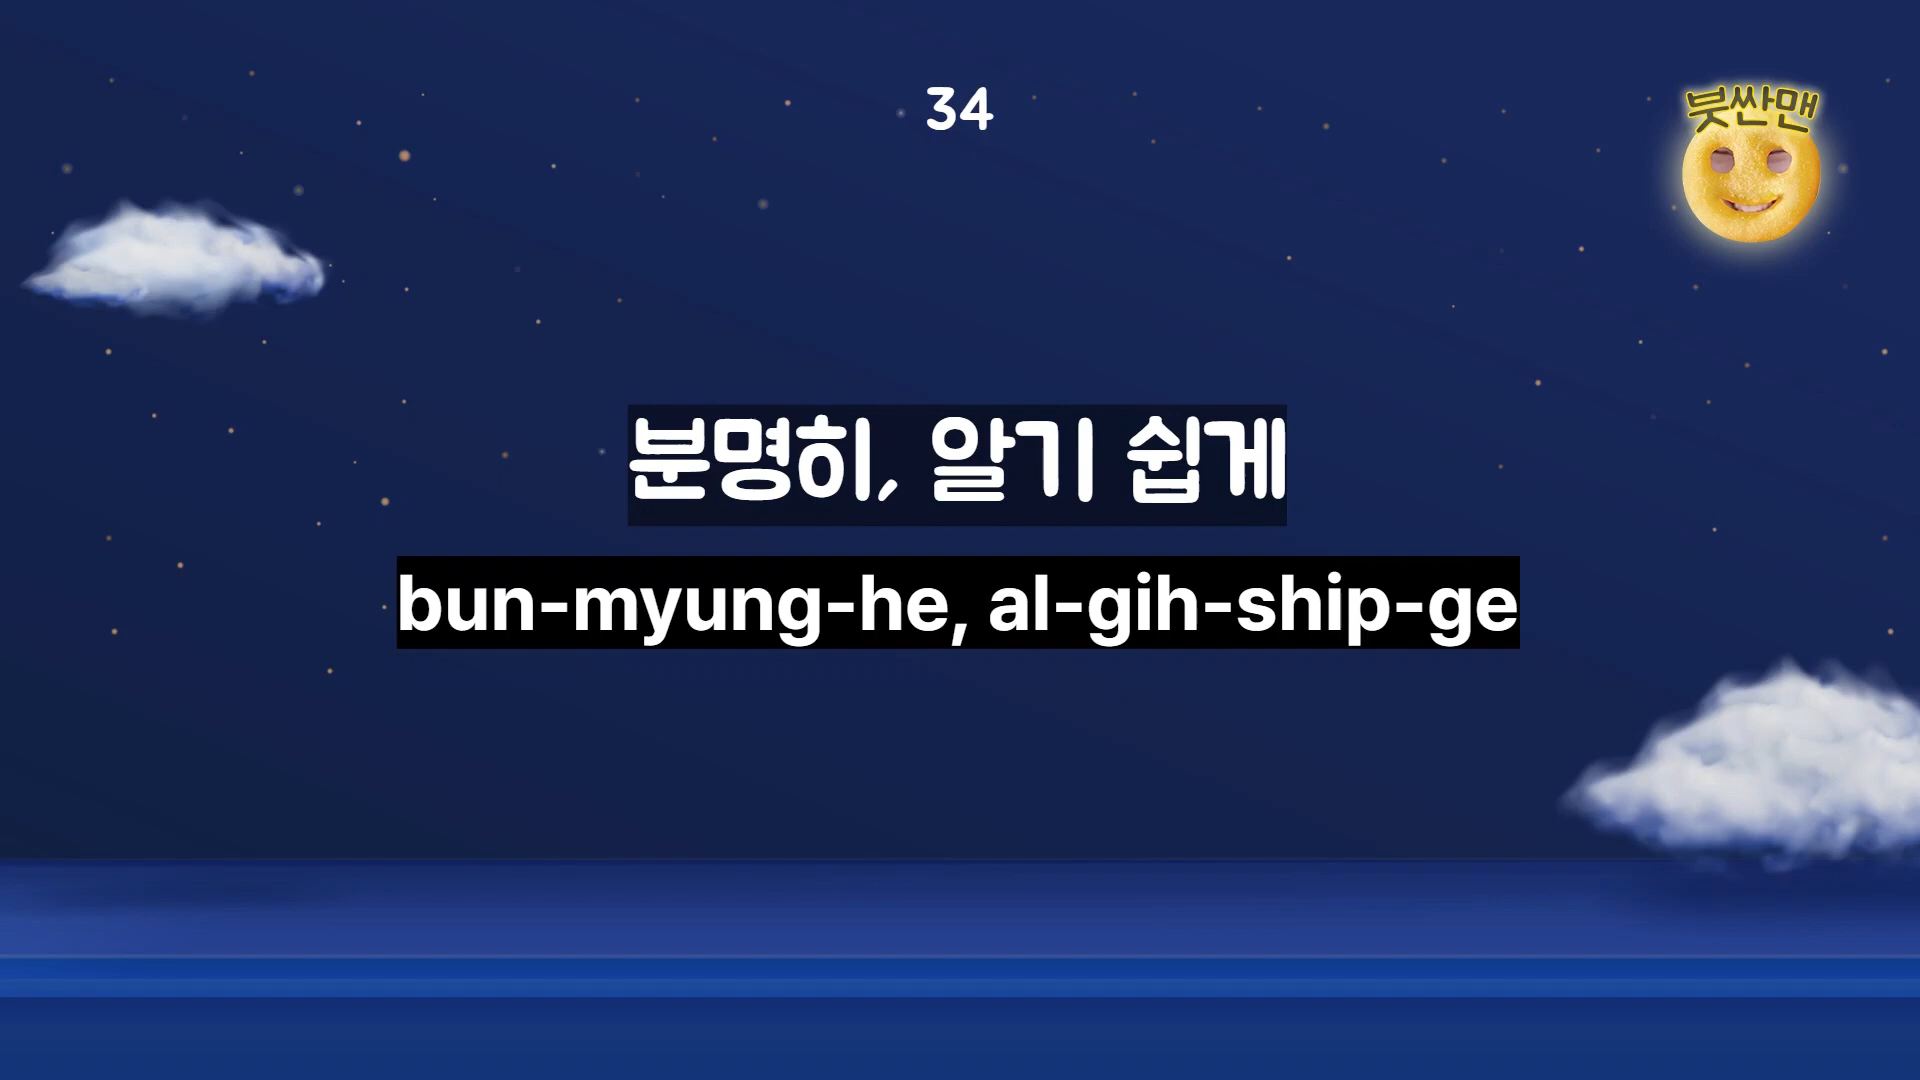 34
붓싼맨
분명히, 알기 쉽게
bun-myung-he, al-gih-ship-ge